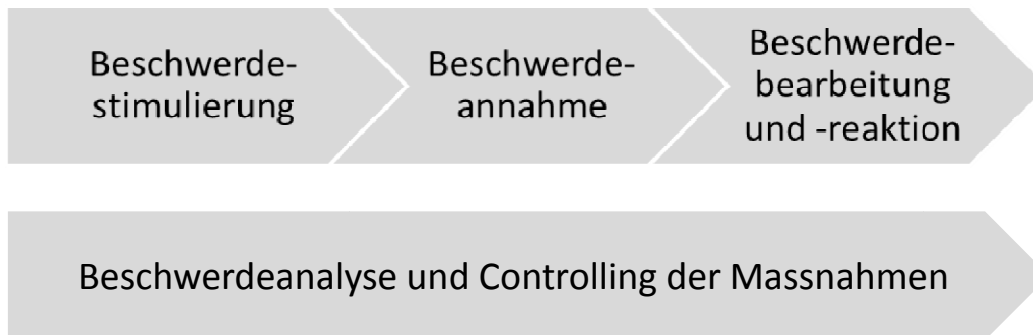 Beschwerde-
stimulierung
Beschwerde-
annahme
Beschwerde-
bearbeitung
und -reaktion
Beschwerdeanalyse und Controlling der Massnahmen